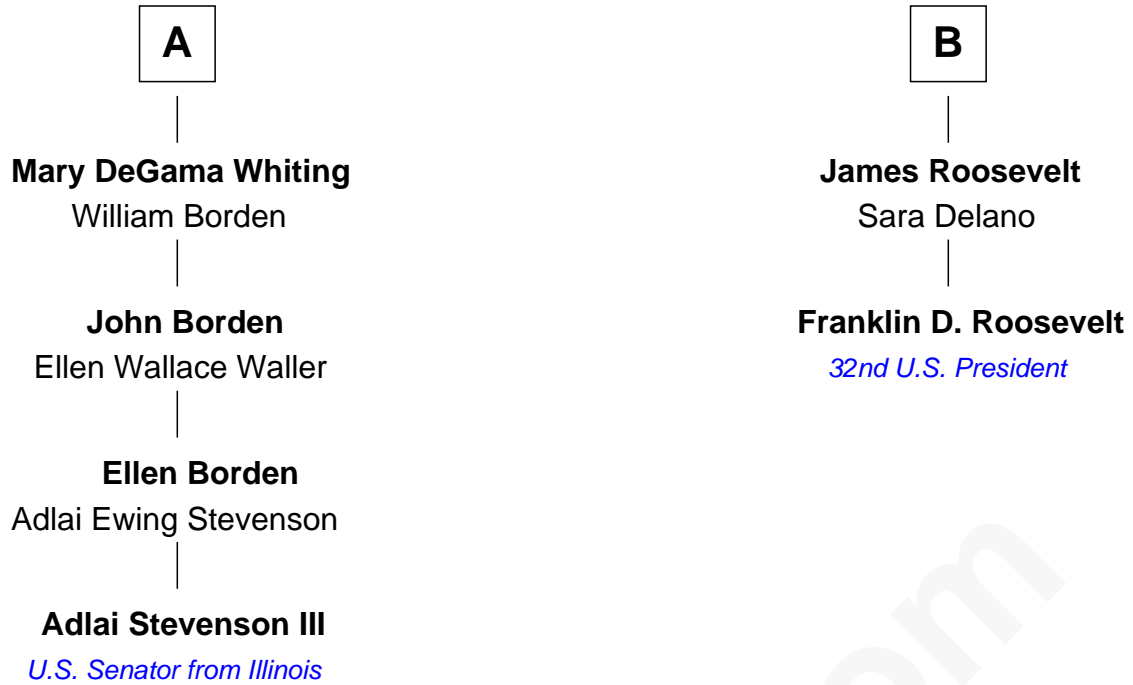 A
Mary DeGama Whiting
William Borden
John Borden
Ellen Wallace Waller
Ellen Borden
Adlai Ewing Stevenson
Adlai Stevenson III
U.S. Senator from Illinois
B
James Roosevelt
Sara Delano
Franklin D. Roosevelt
32nd U.S. President
om